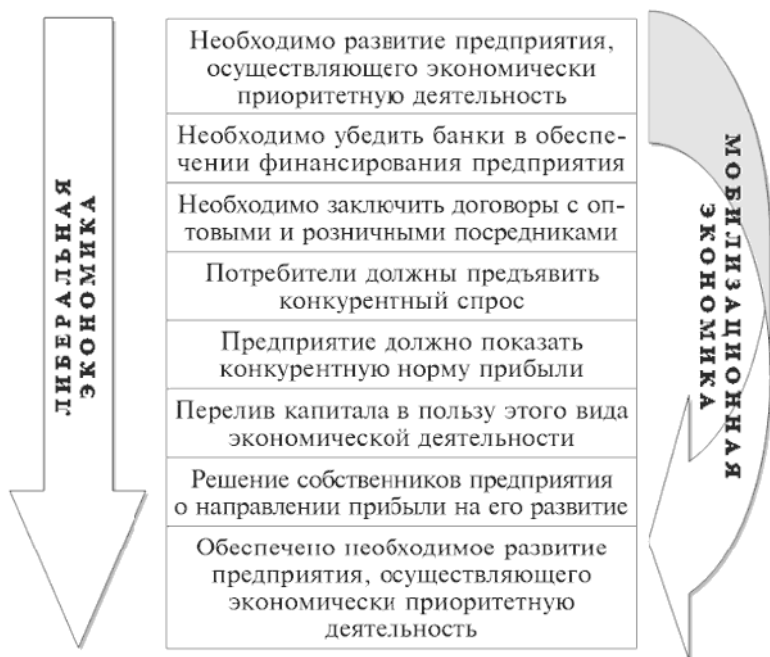 ЛИБЕРАЛЬНАЯ
ЭКОНОМИКА
Необходимо развитие предприятия,
осуществляющего экономически
приоритетную деятельность
Необходимо убедить банки в обеспе-
чении финансирования предприятия
Необходимо заключить договоры с оп-
товыми и розничными посредниками
Потребители должны предъявить
конкурентный спрос
Предприятие должно показать
конкурентную норму прибыли
Перелив капитала в пользу этого вида
экономической деятельности
Решение собственников предприятия
о направлении прибыли на его развитие
Обеспечено необходимое развитие
предприятия, осуществляющего
экономически приоритетную
деятельность
МОБИЛИЗАЦИОННАЯ
ЭКОНОМИКА